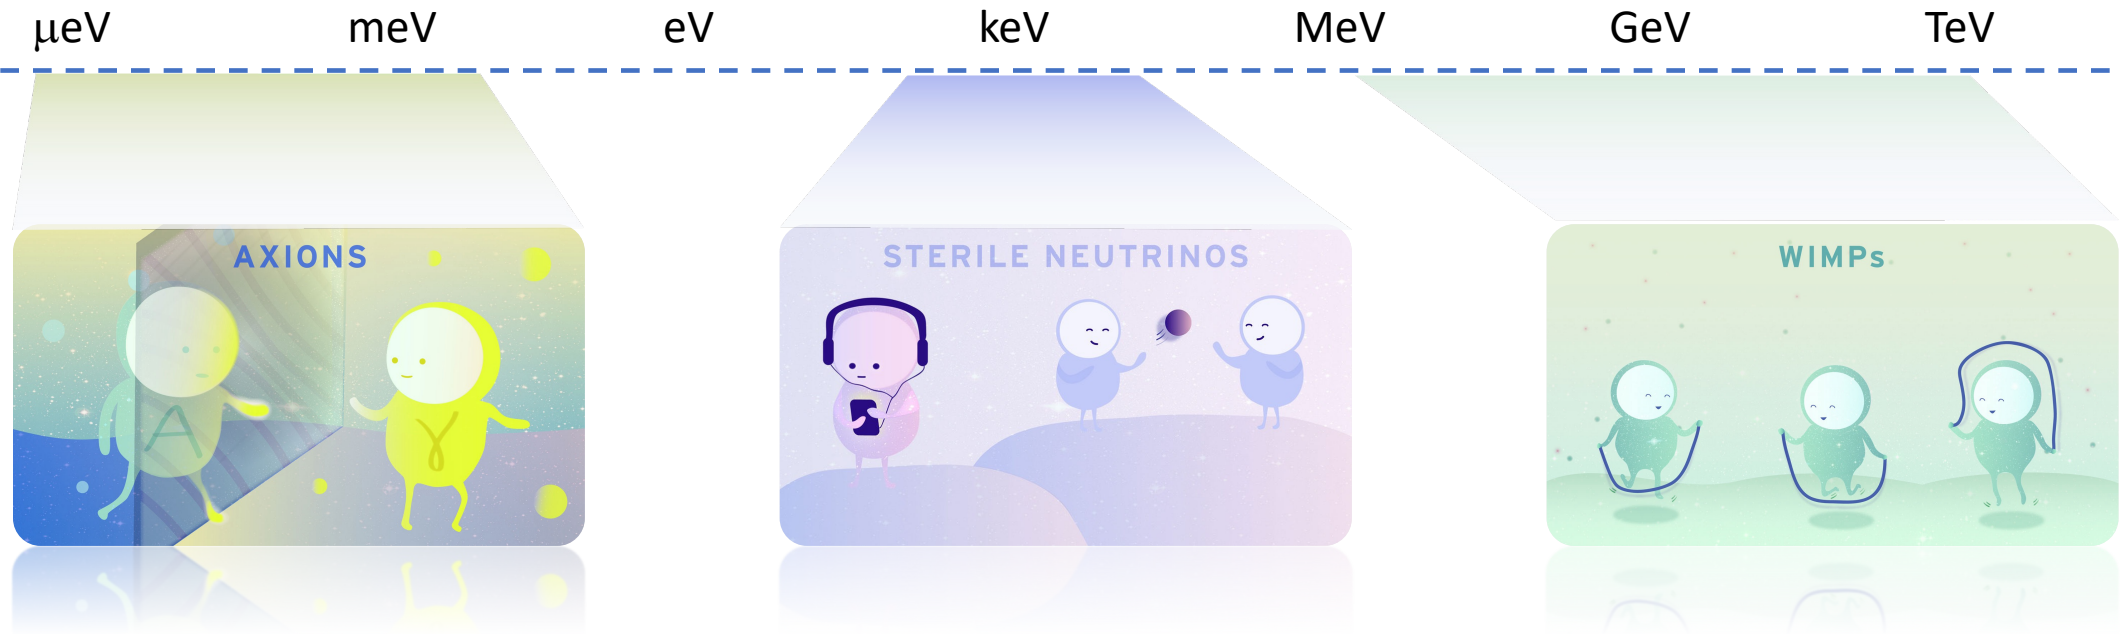 μeV meV eV keV MeV GeV TeV
AXIONS
STERILE NEUTRINOS
WIMPs
A
γ